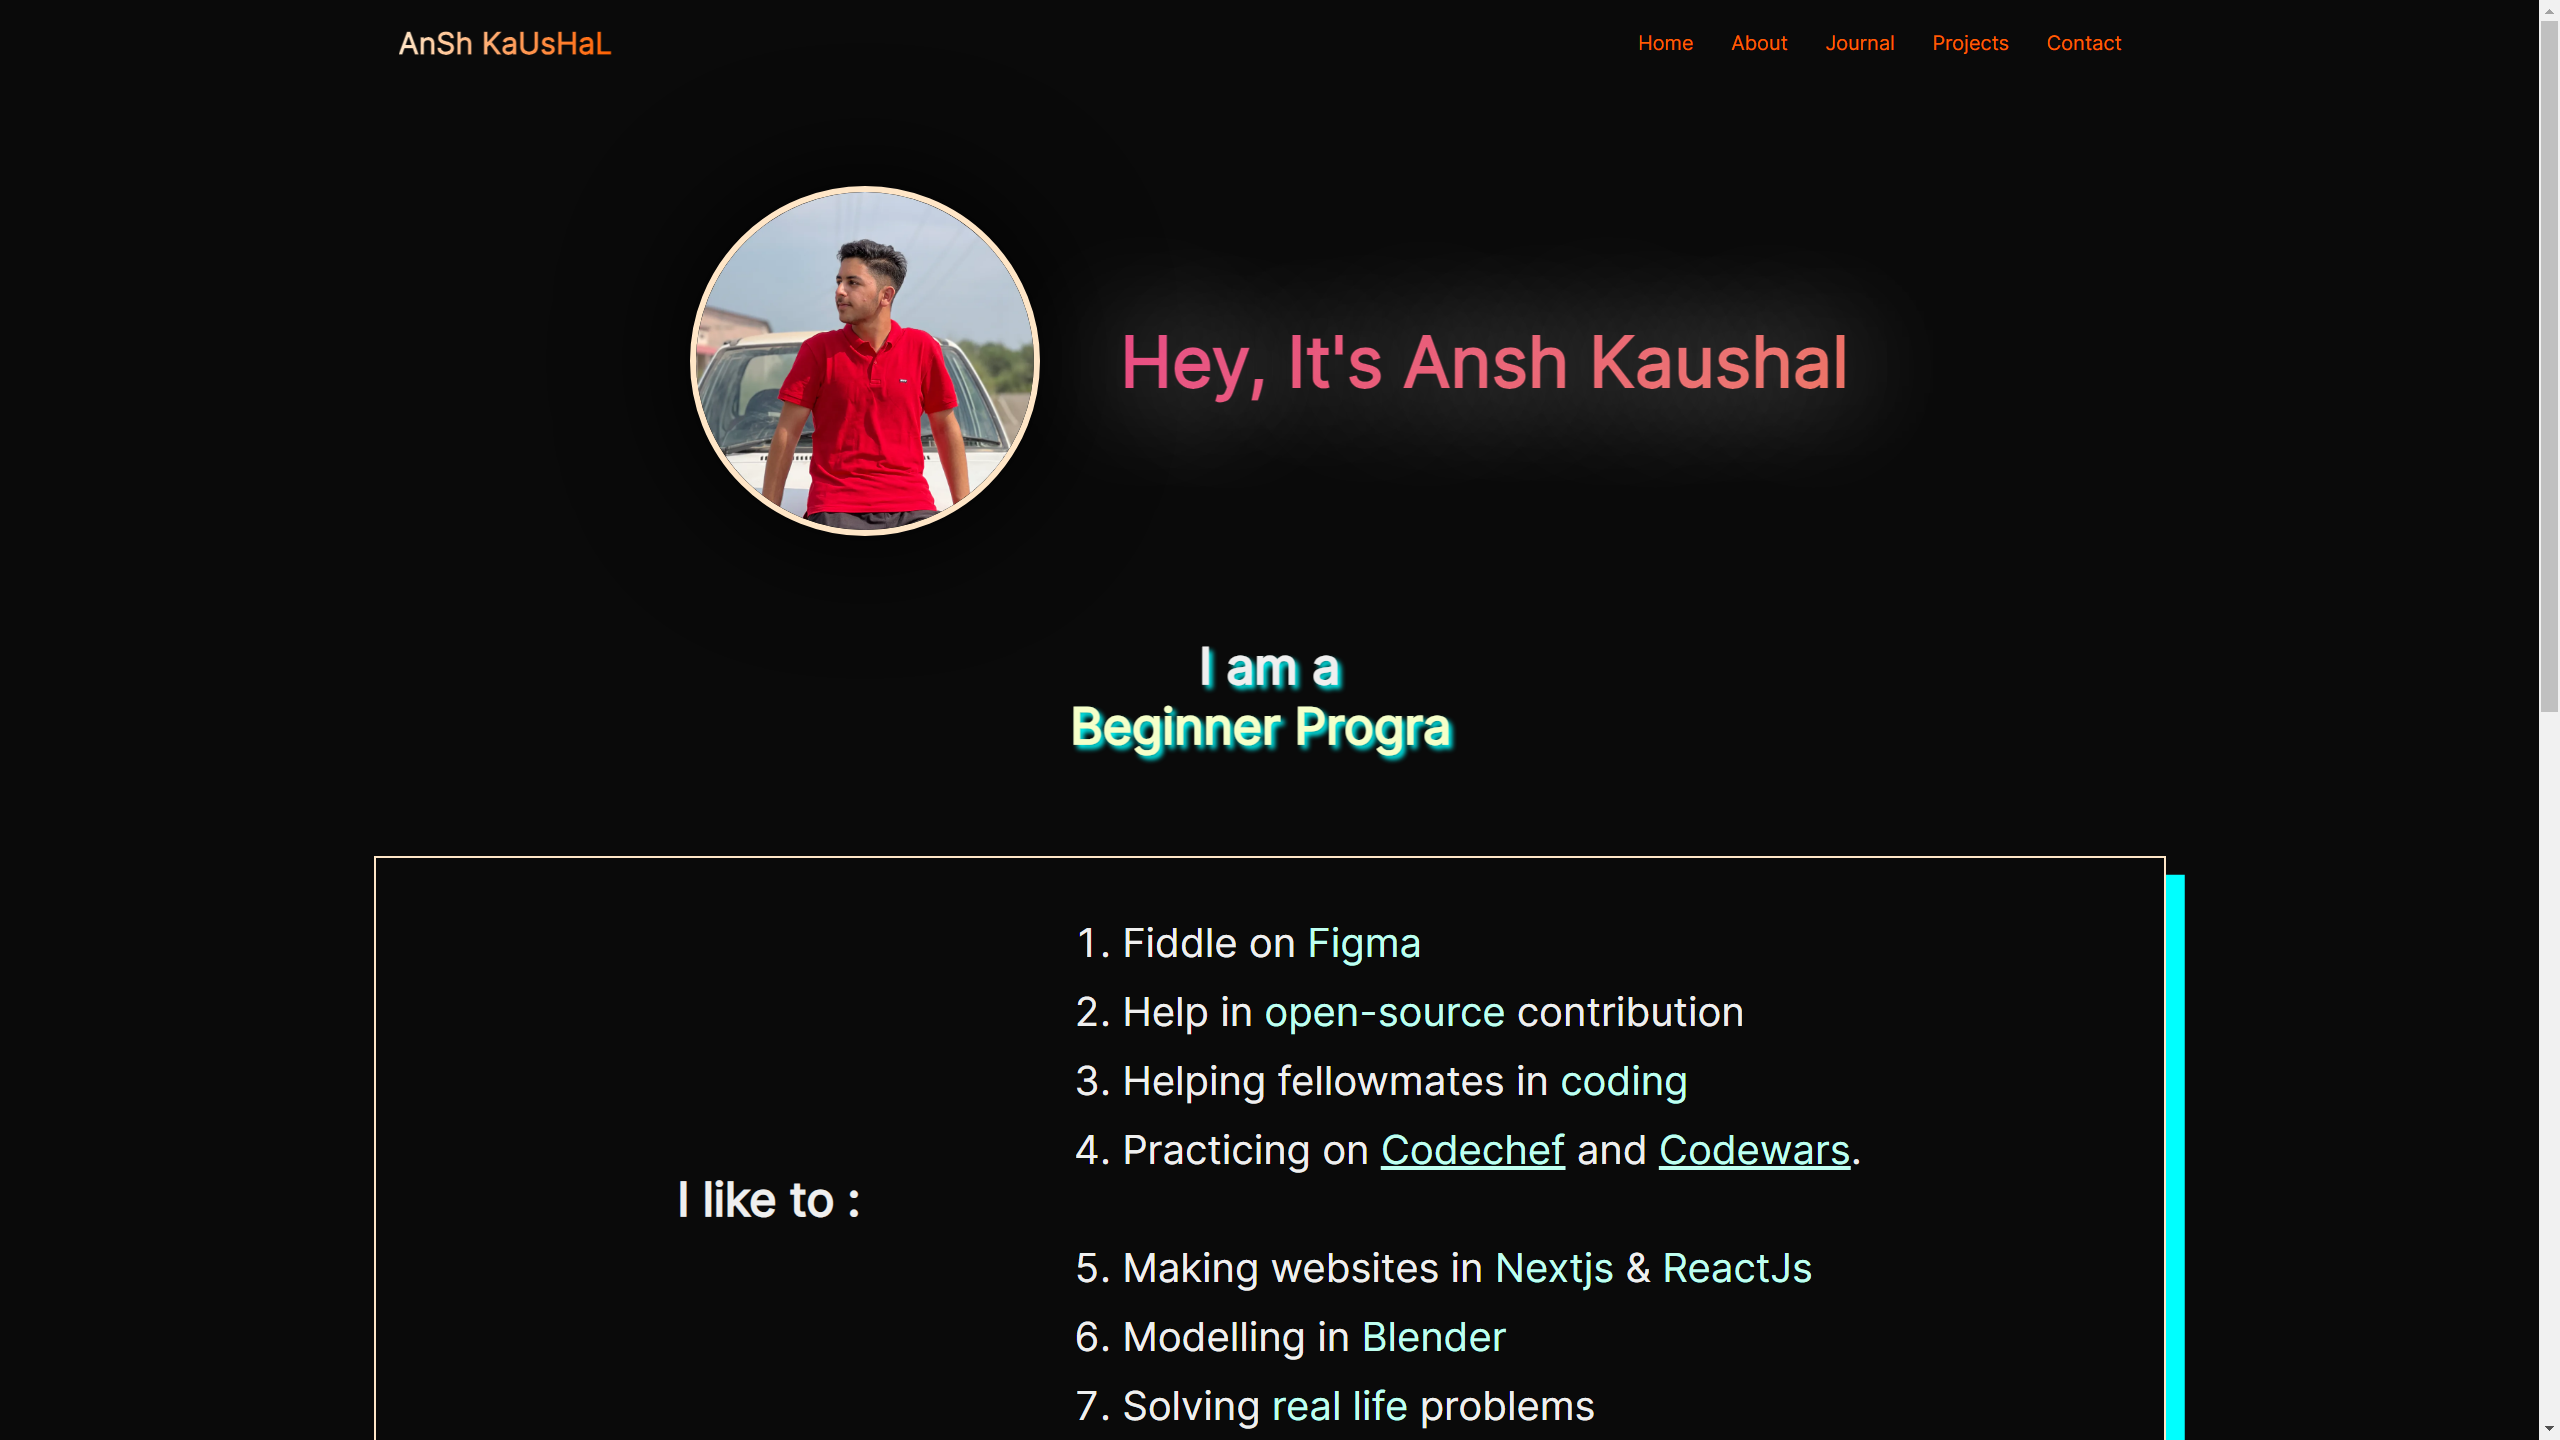 AnSh KaUsHaL
Home About Journal Projects Contact
Hey, It's Ansh Kaushal
I am a
Beginner Progra
I like to :
1. Fiddle on Figma
2. Help in open-source contribution
3. Helping fellowmates in coding
4. Practicing on Codechef and Codewars.
5. Making websites in Nextjs & ReactJs
6. Modelling in Blender
7. Solving real life problems